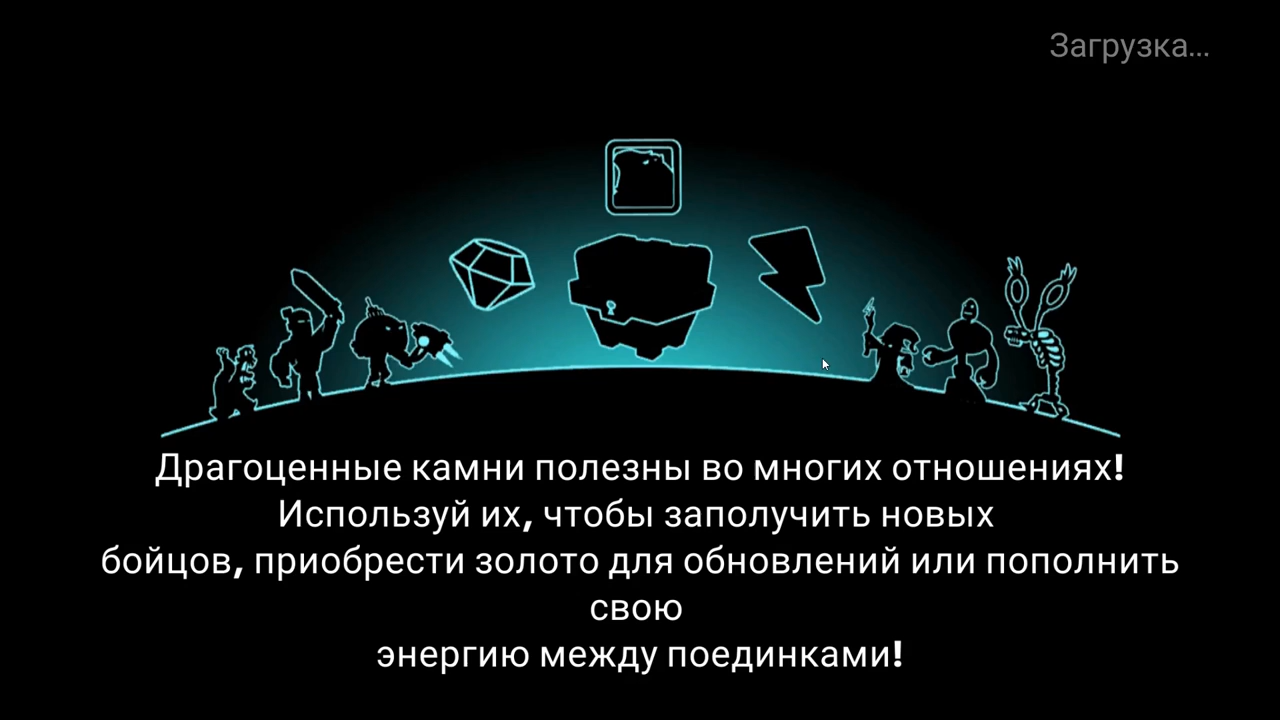 Загрузка...
Драгоценные камни полезны во многих отношениях!
Используй их, чтобы заполучить новых
бойцов, приобрести золото для обновлений или пополнить
свою
энергию между поединками!